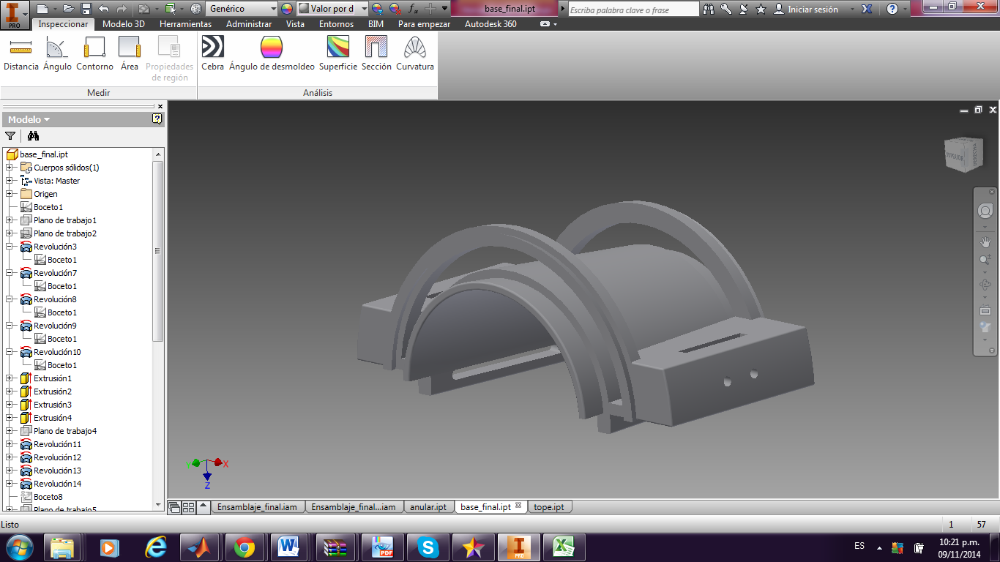 PRO
Genérico
Valor por d
base_final.ipt
Escriba palabra clave o frase
Iniciar sesión
Inspeccionar Modelo 3D Herramientas Administrar Vista Entornos BIM Para empezar Autodesk 360
Distancia Ángulo Contorno Área Propiedades de región
Cebra Ángulo de desmoldeo Superficie Sección Curvatura
Medir Análisis
Modelo
base_final.ipt
Cuerpos sólidos(1)
Vista: Master
Origen
Boceto1
Plano de trabajo1
Plano de trabajo2
Revolución3
Boceto1
Revolución7
Boceto1
Revolución8
Boceto1
Revolución9
Boceto1
Revolución10
Boceto1
Extrusión1
Extrusión2
Extrusión3
Extrusión4
Plano de trabajo4
Revolución11
Revolución12
Revolución13
Revolución14
Boceto8
Plano de trabajo5
SUPERIOR
DERECHA
X
Z
Ensamblaje_final.iam Ensamblaje_final...iam anular.ipt base_final.ipt tope.ipt
Listo
1 57
PDF
PRO
ES
10:21 p.m.
09/11/2014